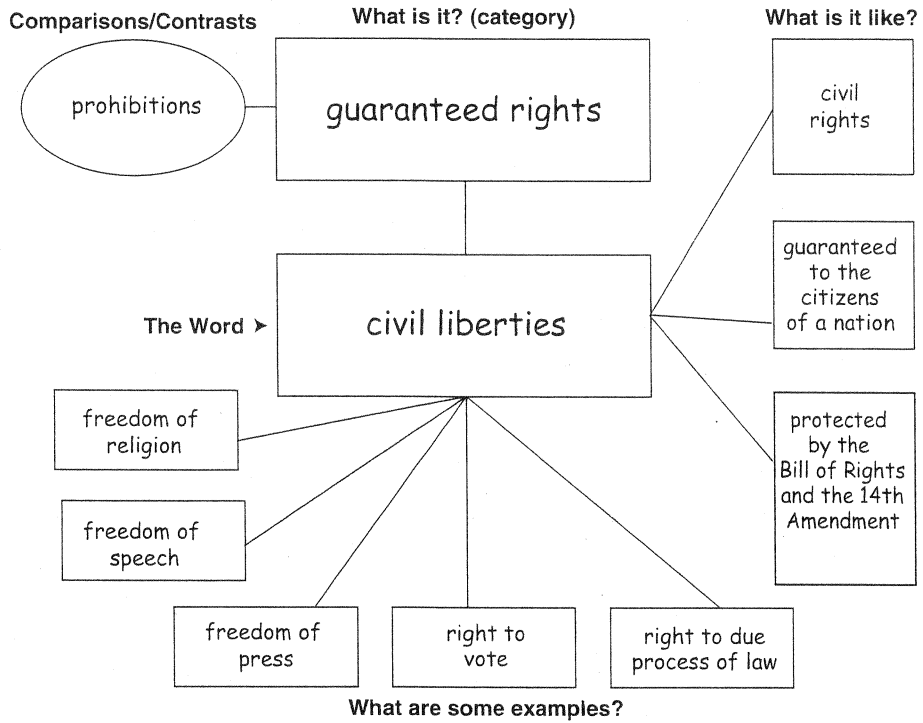 Comparisons/Contrasts
What is it? (category)
What is it like?
prohibitions
guaranteed rights
civil
rights
guaranteed
to the
citizens
of a nation
The Word ➤
civil liberties
protected
by the
Bill of Rights
and the 14th
Amendment
freedom of
religion
freedom of
speech
freedom of
press
right to
vote
right to due
process of law
What are some examples?